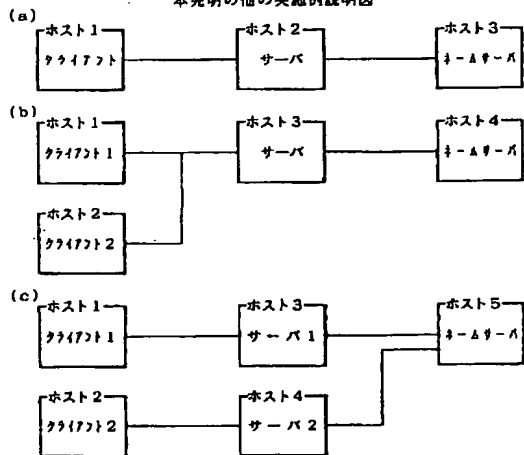 本発明の他の実施例説明図
(a)
ホスト1 ホスト2 ホスト3
クライアント サーバ ネームサーバ
(b)
ホスト1 ホスト3 ホスト4
クライアント1 サーバ ネームサーバ
ホスト2
クライアント2
(c)
ホスト1 ホスト3 ホスト5
クライアント1 サーバ1 ネームサーバ
ホスト2 ホスト4
クライアント2 サーバ2